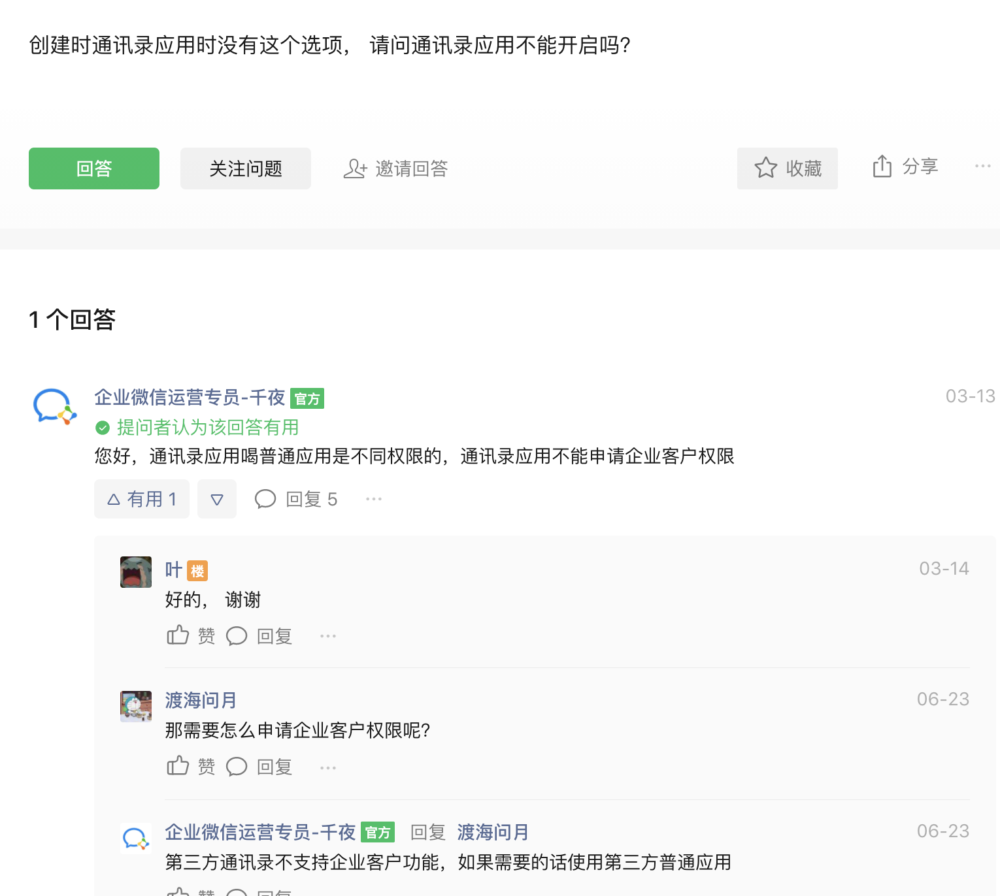 创建时通讯录应用时没有这个选项， 请问通讯录应用不能开启吗？
回答 关注问题 邀请回答 收藏 分享 ...
1 个回答
企业微信运营专员-千夜 官方 03-13
提问者认为该回答有用
您好，通讯录应用喝普通应用是不同权限的，通讯录应用不能申请企业客户权限
有用 1 回复 5 ...
叶 楼 03-14
好的， 谢谢
赞 回复 ...
渡海问月 06-23
那需要怎么申请企业客户权限呢？
赞 回复 ...
企业微信运营专员-千夜 官方 回复 渡海问月 06-23
第三方通讯录不支持企业客户功能，如果需要的话使用第三方普通应用
赞 回复